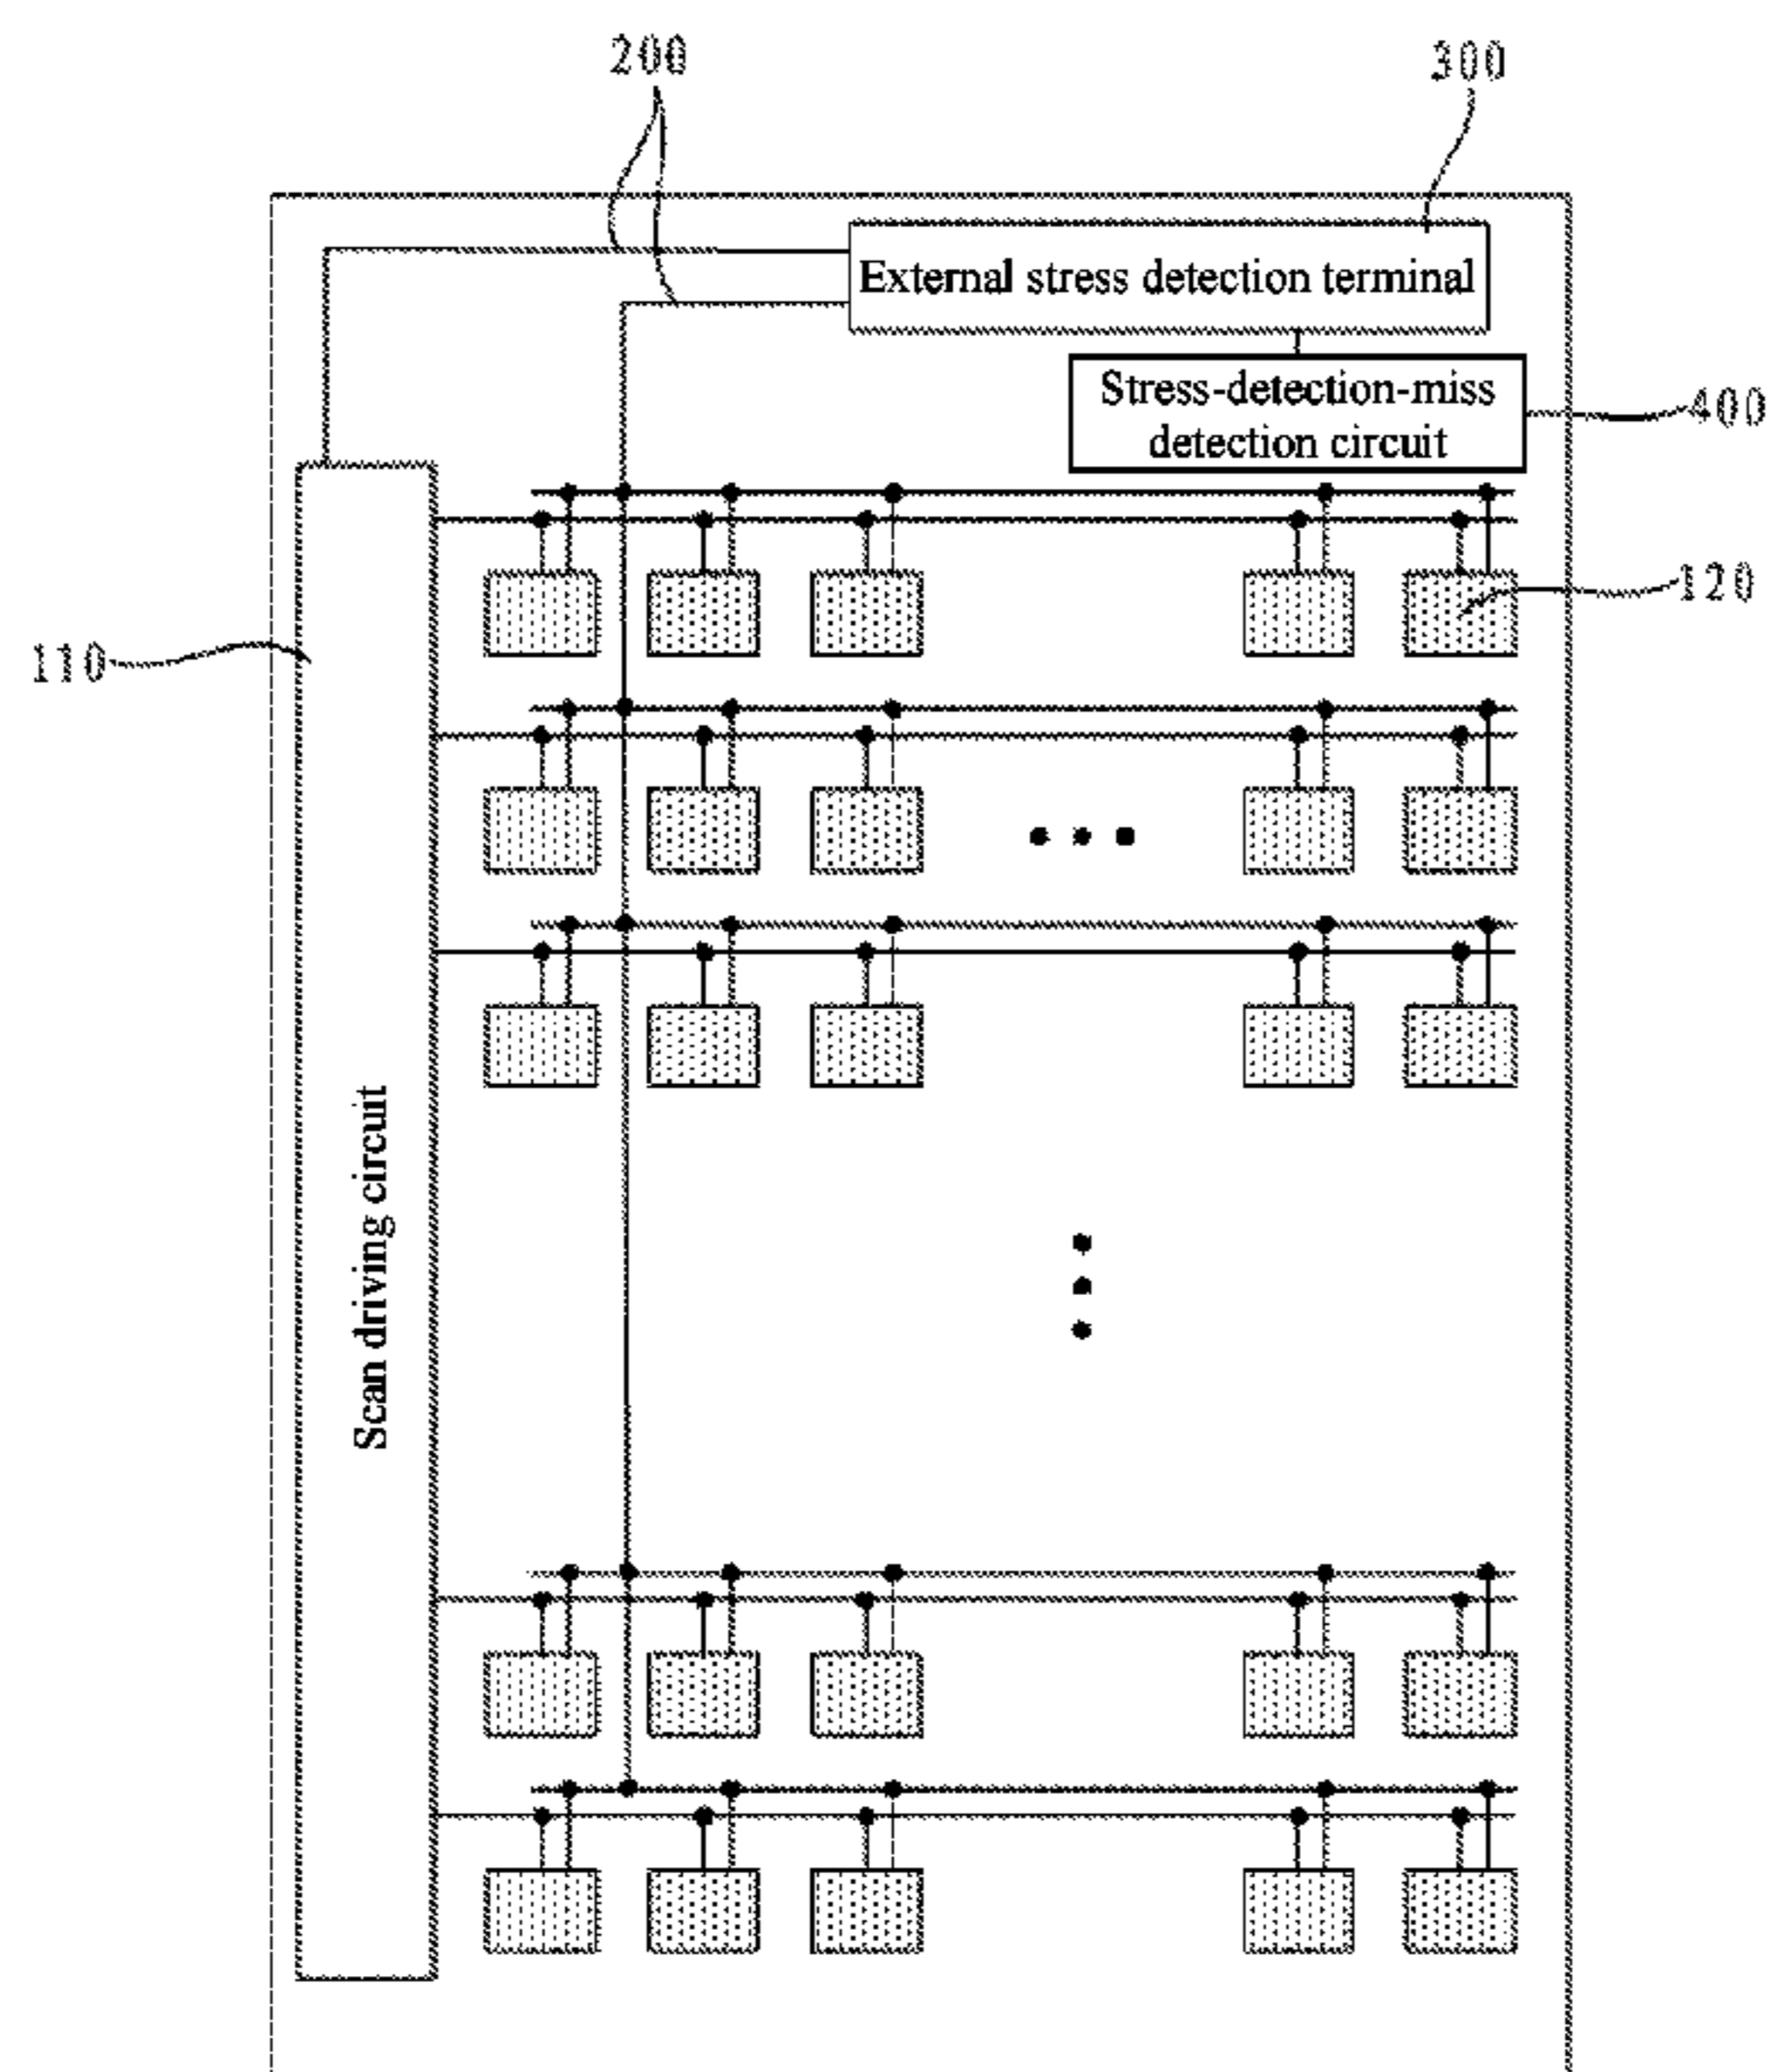 200
300
External stress detection terminal
Stress-detection-miss
detection circuit
400
120
110
Scan driving circuit